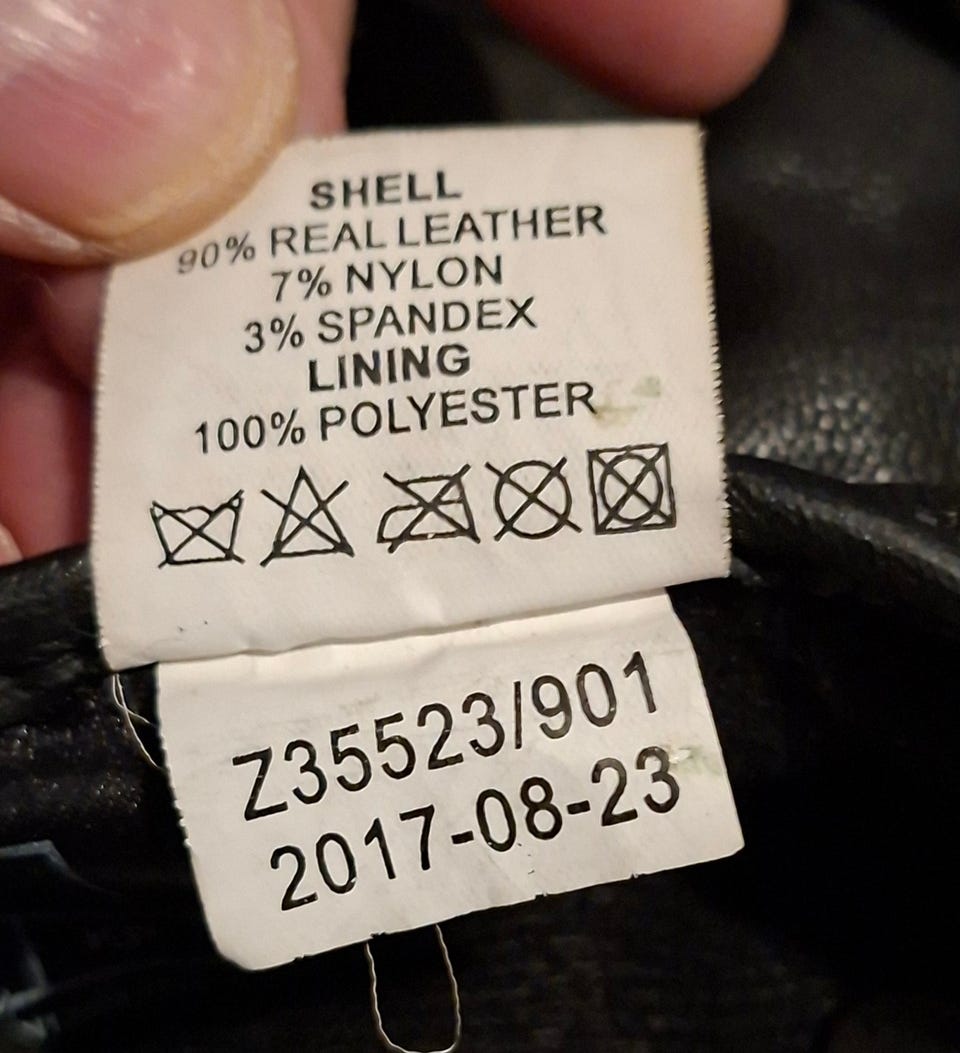 SHELL
90% REAL LEATHER
7% NYLON
3% SPANDEX
LINING
100% POLYESTER
Z35523/901
2017-08-23